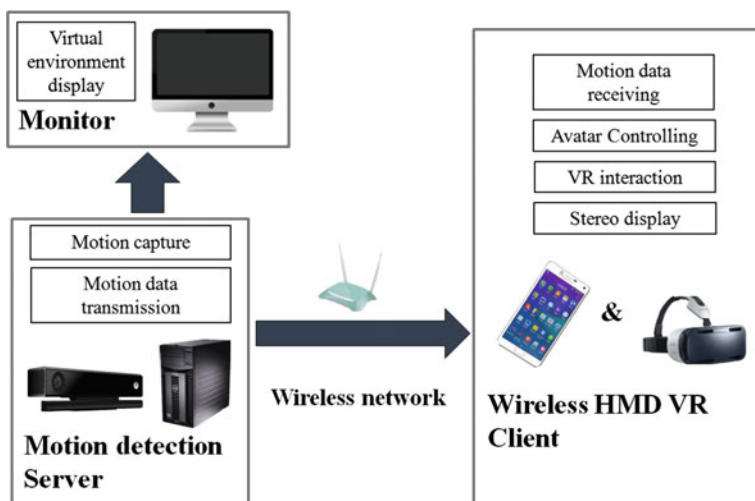 Virtual
environment
display
Monitor
Motion capture
Motion data
transmission
Motion detection
Server
Wireless network
Motion data
receiving
Avatar Controlling
VR interaction
Stereo display
&
Wireless HMD VR
Client